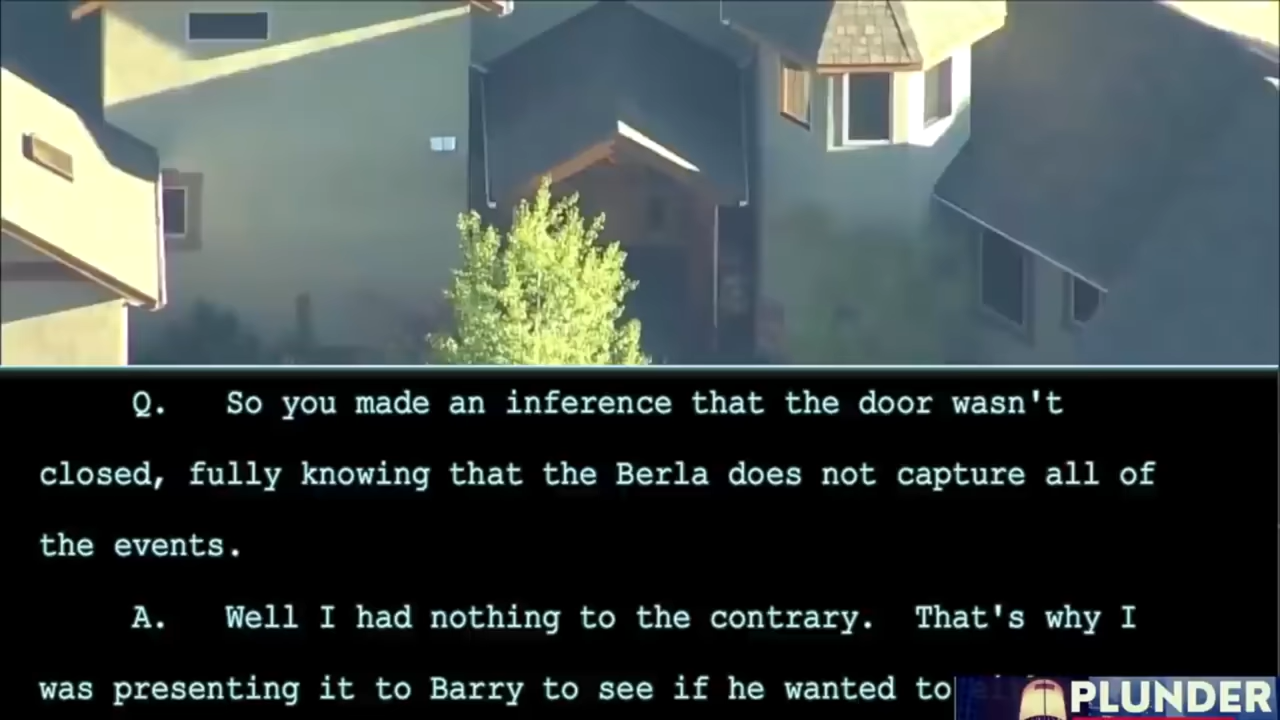 Q. So you made an inference that the door wasn't
closed, fully knowing that the Berla does not capture all of
the events.
A. Well I had nothing to the contrary. That's why I
was presenting it to Barry to see if he wanted to
PLUNDER